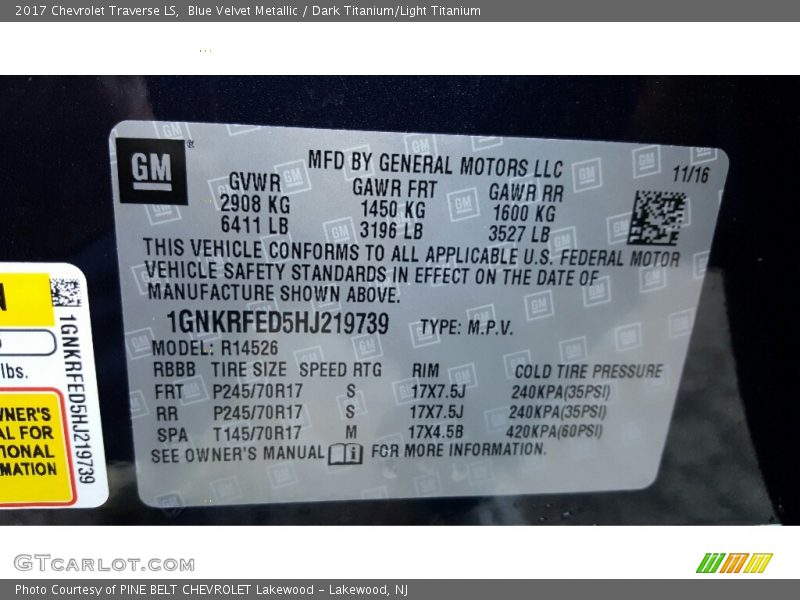 2017 Chevrolet Traverse LS, Blue Velvet Metallic / Dark Titanium/Light Titanium
GM
MFD BY GENERAL MOTORS LLC
11/16
GVWR GAWR FRT GAWR RR
2908 KG 1450 KG 1600 KG
6411 LB 3196 LB 3527 LB
THIS VEHICLE CONFORMS TO ALL APPLICABLE U.S. FEDERAL MOTOR
VEHICLE SAFETY STANDARDS IN EFFECT ON THE DATE OF
MANUFACTURE SHOWN ABOVE.
1GNKRFED5HJ219739 TYPE: M.P.V.
MODEL: R14526
RBBB TIRE SIZE SPEED RTG RIM COLD TIRE PRESSURE
FRT P245/70R17 S 17X7.5J 240KPA(35PSI)
RR P245/70R17 S 17X7.5J 240KPA(35PSI)
SPA T145/70R17 M 17X4.5B 420KPA(60PSI)
SEE OWNER'S MANUAL FOR MORE INFORMATION.
lbs.
WNER'S
AL FOR
TIONAL
RMATION
1GNKRFED5HJ219739
GTCARLOT.COM
Photo Courtesy of PINE BELT CHEVROLET Lakewood - Lakewood, NJ